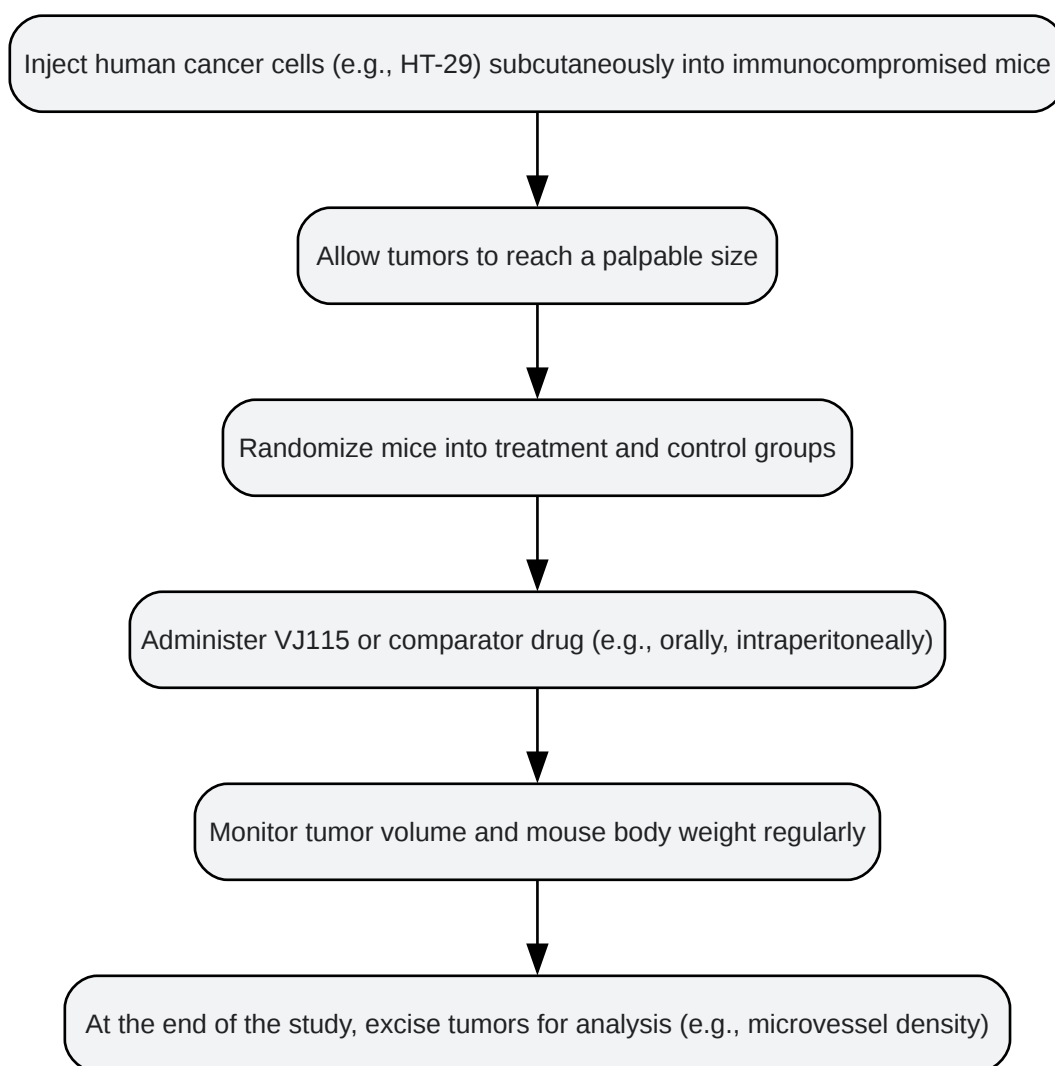 Inject human cancer cells (e.g., HT-29) subcutaneously into immunocompromised mice
Allow tumors to reach a palpable size
Randomize mice into treatment and control groups
Administer VJ115 or comparator drug (e.g., orally, intraperitoneally)
Monitor tumor volume and mouse body weight regularly
At the end of the study, excise tumors for analysis (e.g., microvessel density)